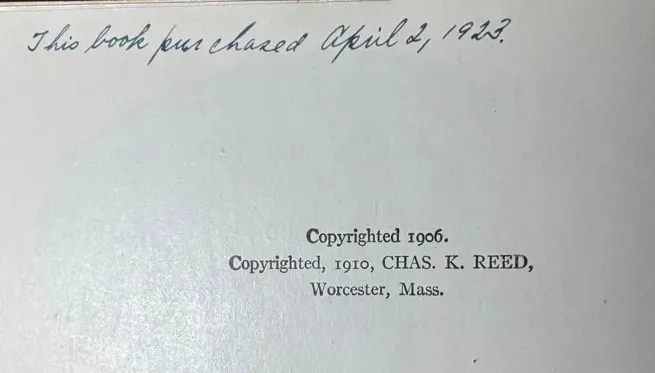 This book purchased April 2, 1923.
Copyrighted 1906.
Copyrighted, 1910, CHAS. K. REED,
Worcester, Mass.